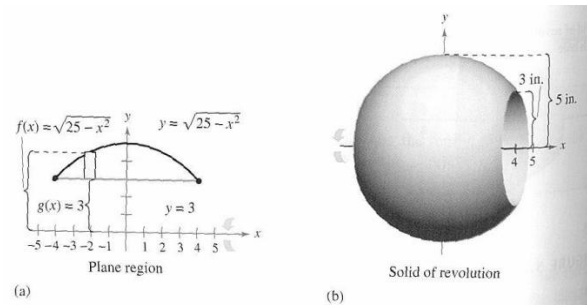 f(x) = √25 – x²
y
y = √25 – x²
g(x) = 3
y = 3
x
-5 -4 -3 -2 -1 1 2 3 4 5
Plane region
(a)
y
3 in.
5 in.
x
4 5
Solid of revolution
(b)